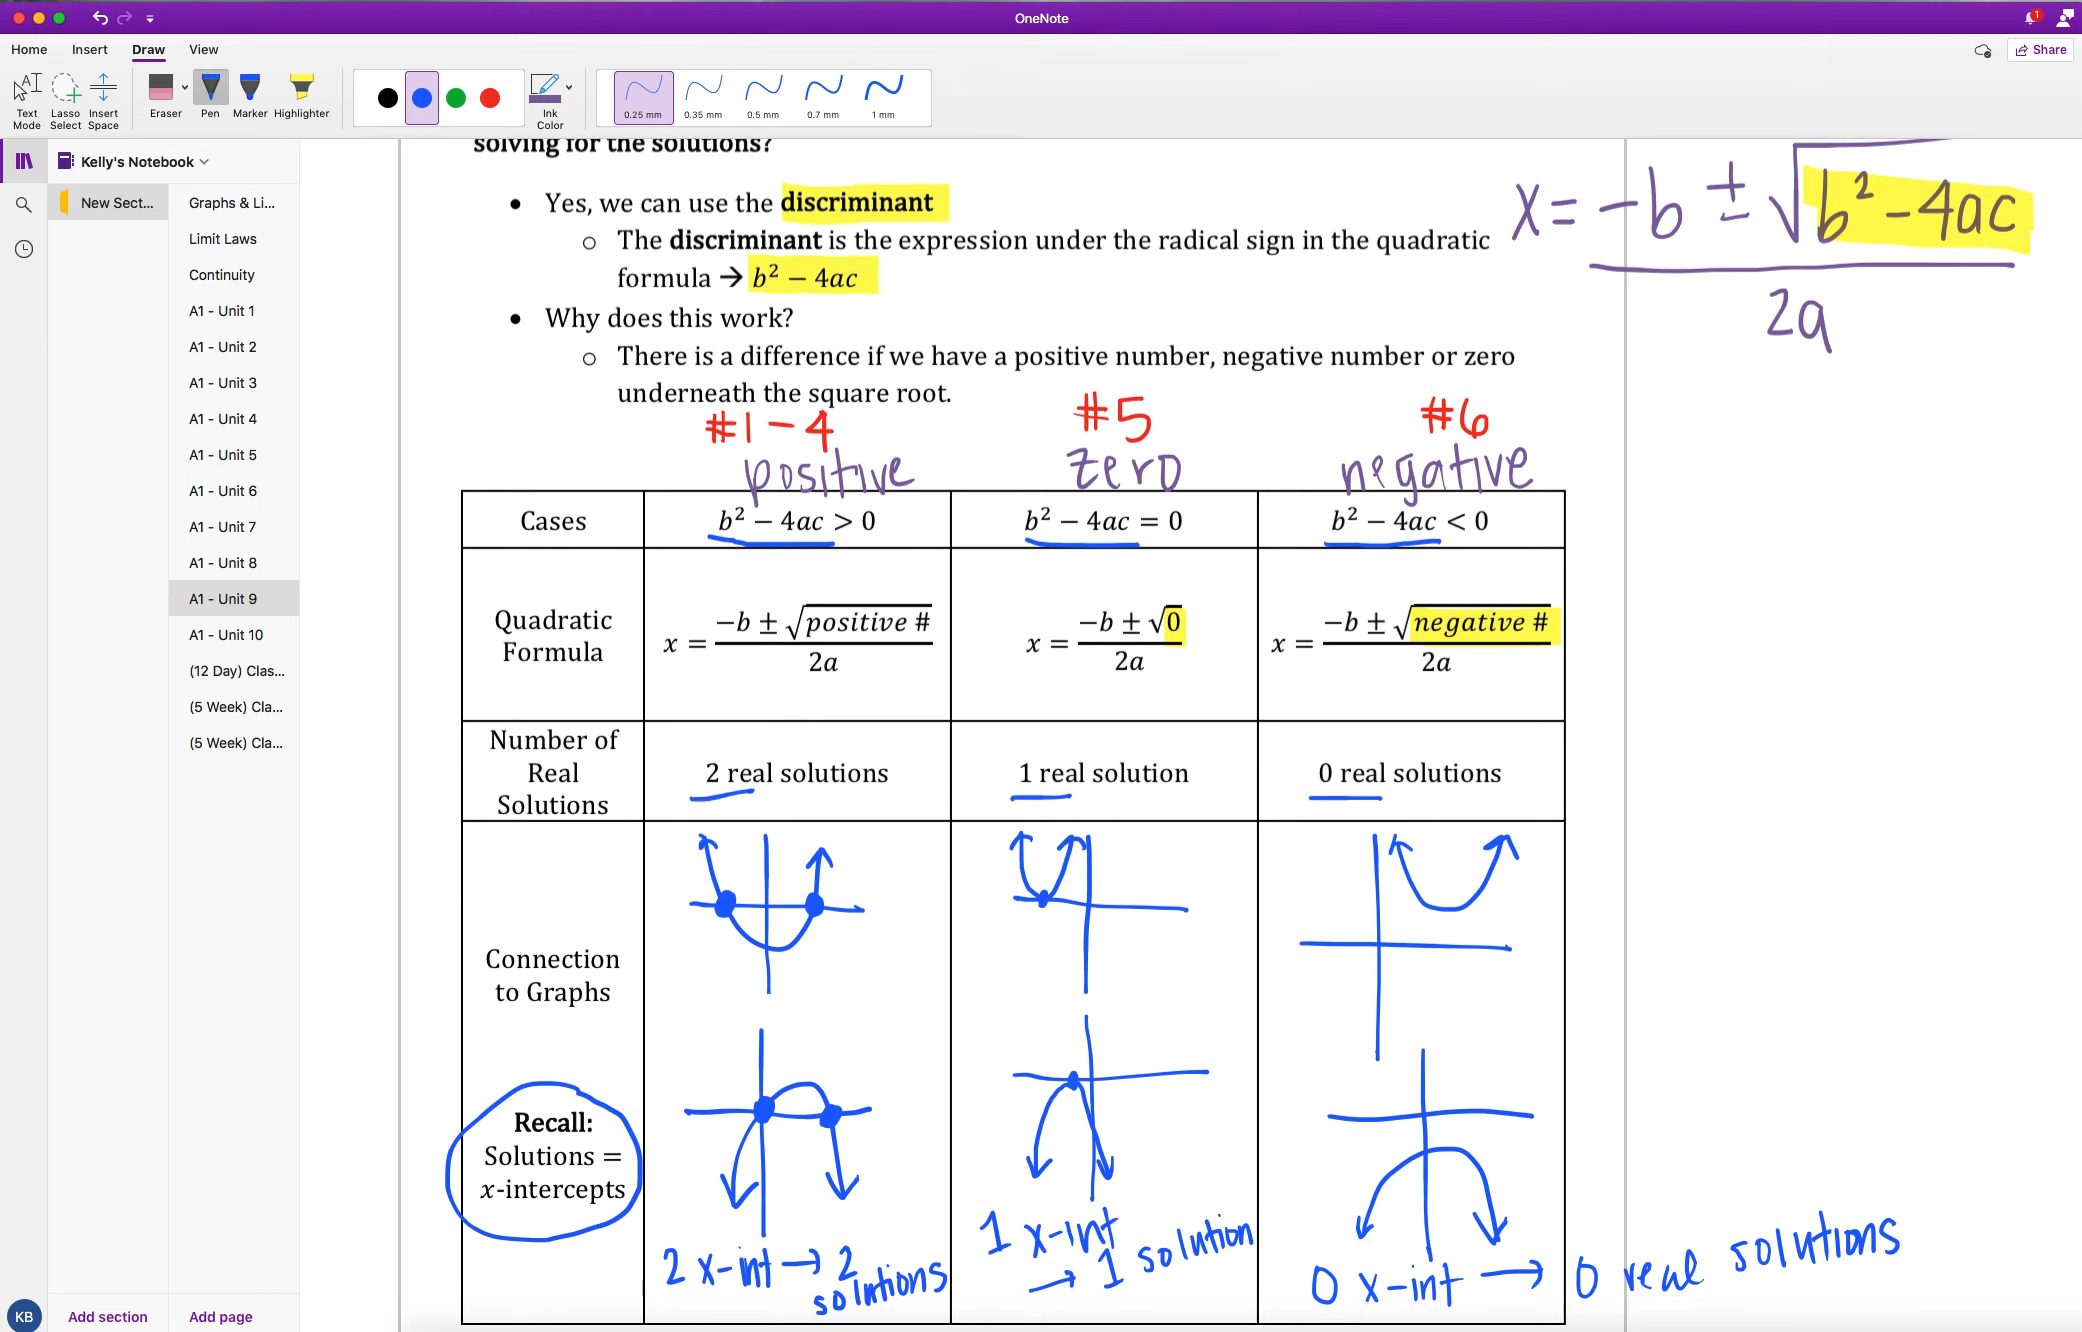 OneNote
1
Home Insert Draw View
Share
Text Mode
Lasso Select
Insert Space
Eraser
Pen
Marker
Highlighter
Ink Color
0.25 mm
0.35 mm
0.5 mm
0.7 mm
1 mm
Kelly's Notebook
New Sect...
Graphs & Li...
Limit Laws
Continuity
A1 - Unit 1
A1 - Unit 2
A1 - Unit 3
A1 - Unit 4
A1 - Unit 5
A1 - Unit 6
A1 - Unit 7
A1 - Unit 8
A1 - Unit 9
A1 - Unit 10
(12 Day) Clas...
(5 Week) Cla...
(5 Week) Cla...
KB
Add section
Add page
solving for the solutions?
• Yes, we can use the discriminant
o The discriminant is the expression under the radical sign in the quadratic
formula → b² − 4ac
• Why does this work?
o There is a difference if we have a positive number, negative number or zero
underneath the square root.
x = −b ± √b² − 4ac
2a
#1 − 4 #5 #6
positive zero negative
Cases b² − 4ac > 0 b² − 4ac = 0 b² − 4ac < 0
Quadratic
Formula
x = −b ± √positive #
2a
x = −b ± √0
2a
x = −b ± √negative #
2a
Number of
Real
Solutions
2 real solutions 1 real solution 0 real solutions
Connection
to Graphs
Recall:
Solutions =
x-intercepts
2 x-int → 2
solutions
1 x-int
→ 1 solution
0 x-int → 0 real solutions